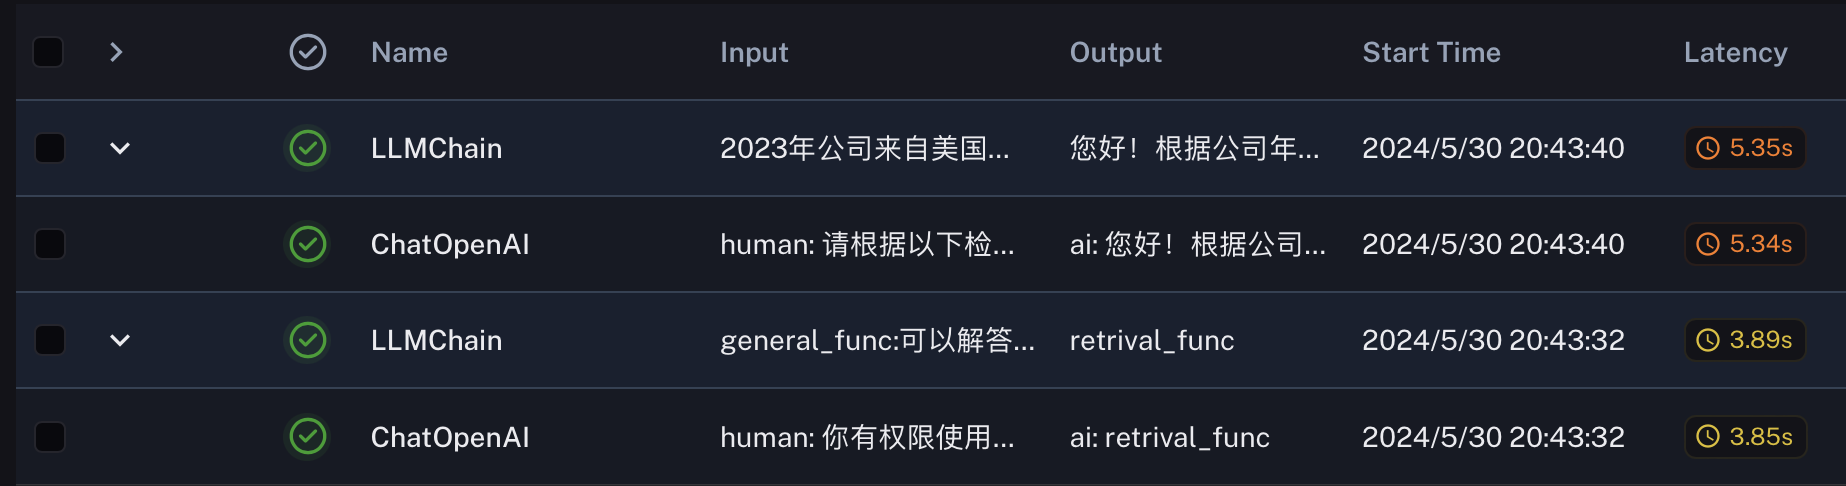 Name Input Output Start Time Latency
LLMChain 2023年公司来自美国... 您好！根据公司年... 2024/5/30 20:43:40 5.35s
ChatOpenAI human: 请根据以下检... ai: 您好！根据公司... 2024/5/30 20:43:40 5.34s
LLMChain general_func:可以解答... retrival_func 2024/5/30 20:43:32 3.89s
ChatOpenAI human: 你有权限使用... ai: retrival_func 2024/5/30 20:43:32 3.85s